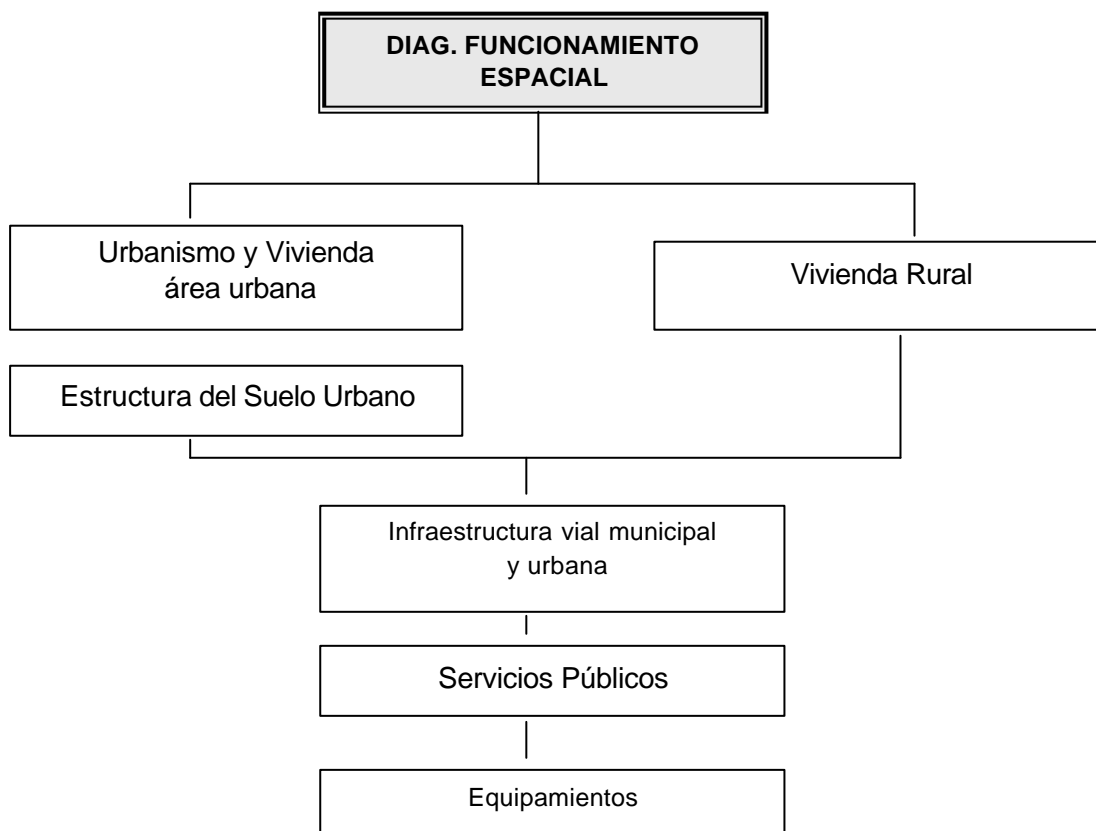 DIAG. FUNCIONAMIENTO
ESPACIAL
Urbanismo y Vivienda
área urbana
Vivienda Rural
Estructura del Suelo Urbano
Infraestructura vial municipal
y urbana
Servicios Públicos
Equipamientos